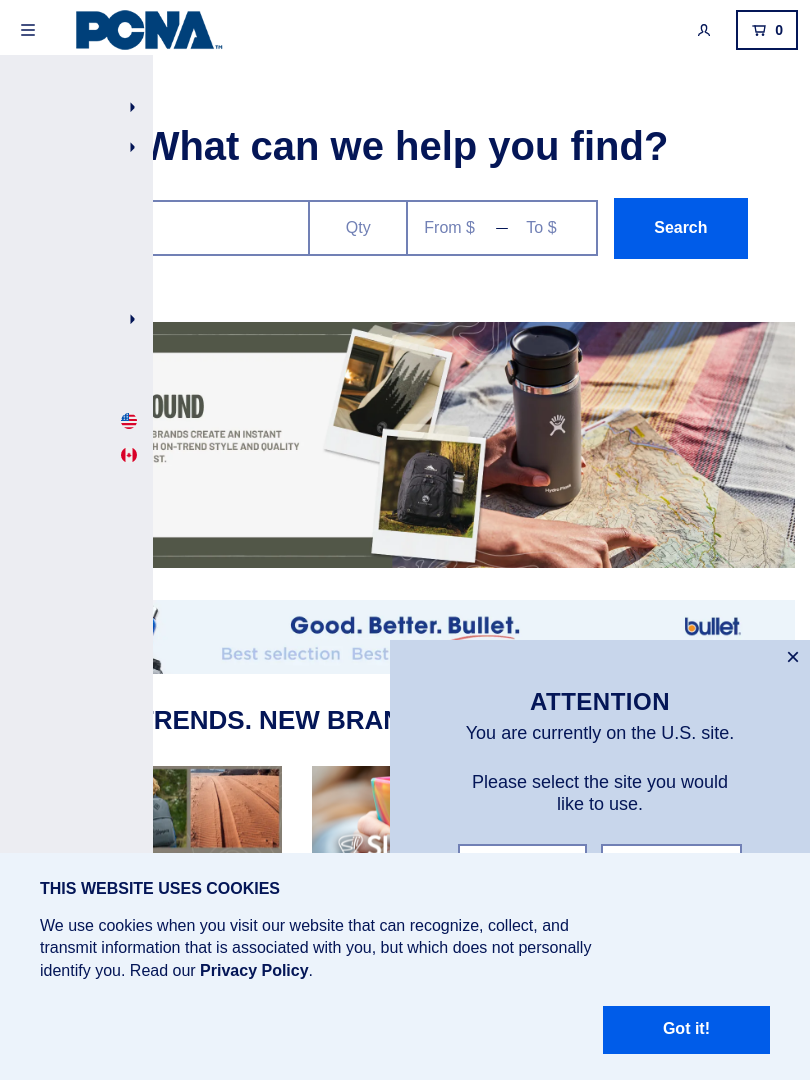 PCNA™
0
What can we help you find?
Qty
From $ — To $
Search
OUND
BRANDS CREATE AN INSTANT
H ON-TREND STYLE AND QUALITY
ST.
Hydro Flask
Good. Better. Bullet.
bullet.
Best selection Best
×
ATTENTION
You are currently on the U.S. site.
Please select the site you would
like to use.
TRENDS. NEW BRAN
THIS WEBSITE USES COOKIES
We use cookies when you visit our website that can recognize, collect, and
transmit information that is associated with you, but which does not personally
identify you. Read our Privacy Policy.
Got it!